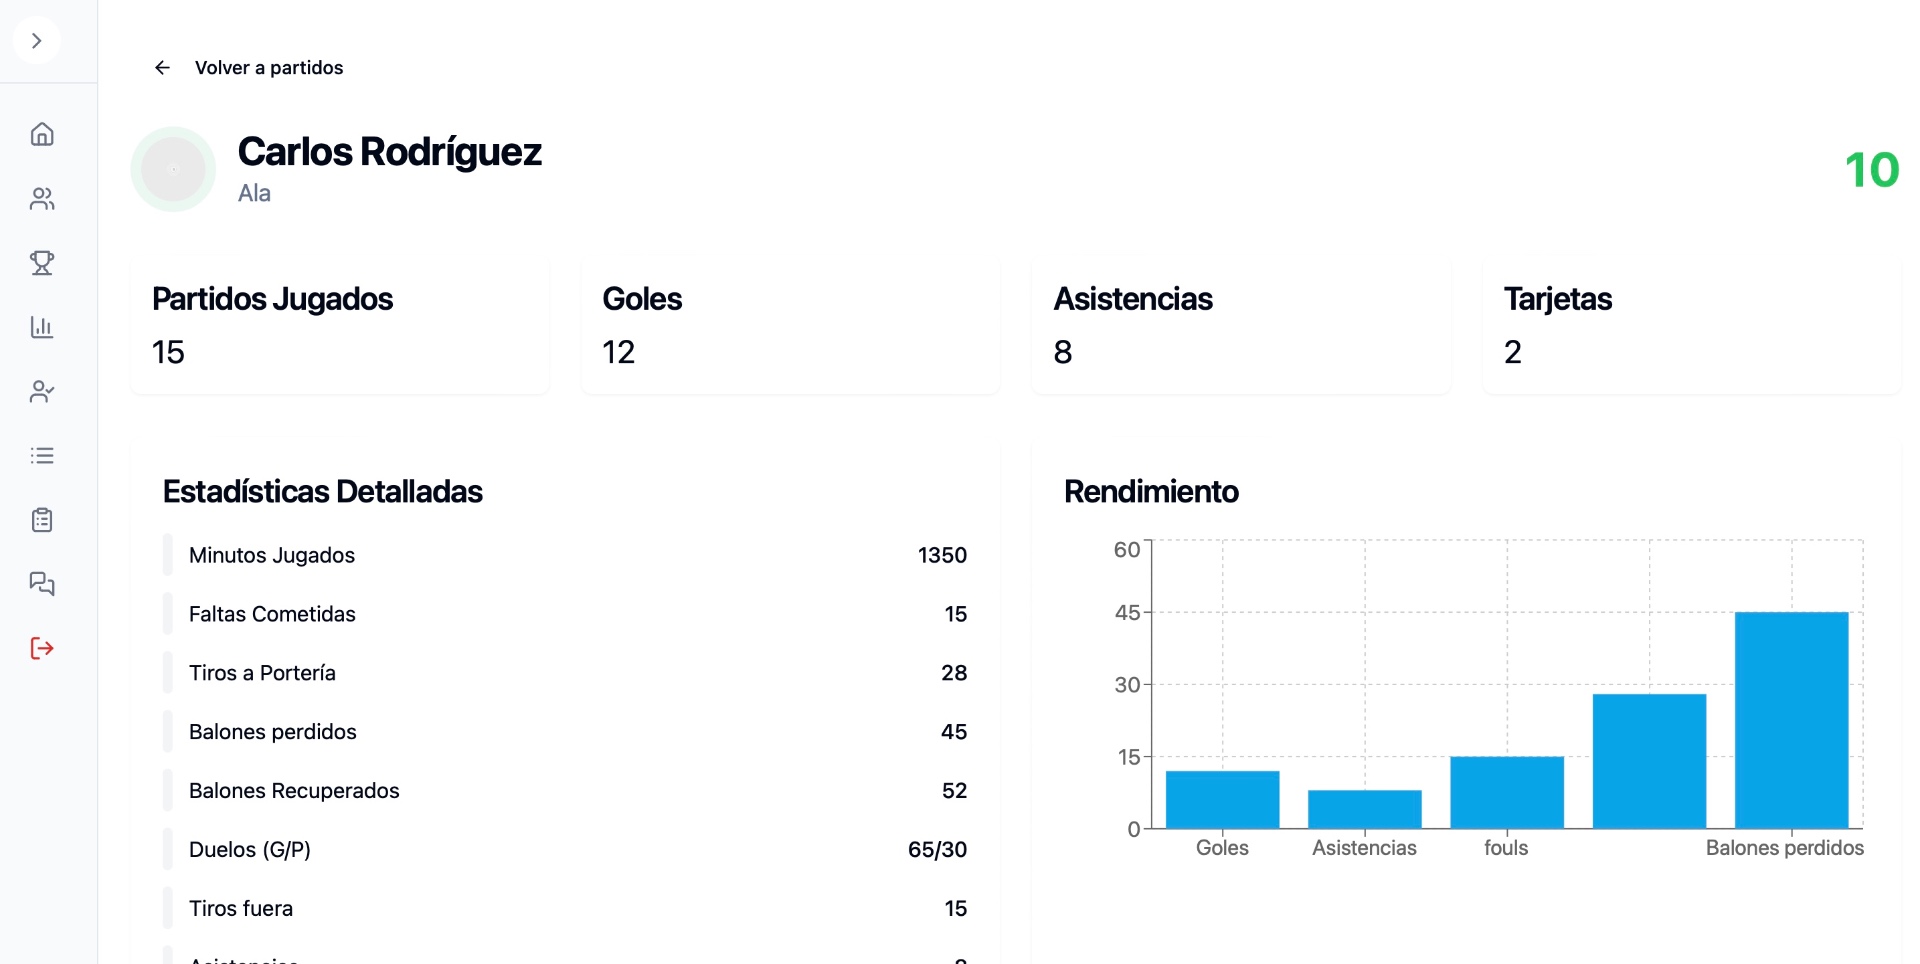 Volver a partidos
Carlos Rodríguez
Ala
10
Partidos Jugados
15
Goles
12
Asistencias
8
Tarjetas
2
Estadísticas Detalladas
Minutos Jugados 1350
Faltas Cometidas 15
Tiros a Portería 28
Balones perdidos 45
Balones Recuperados 52
Duelos (G/P) 65/30
Tiros fuera 15
Rendimiento
60
45
30
15
0
Goles Asistencias fouls Balones perdidos